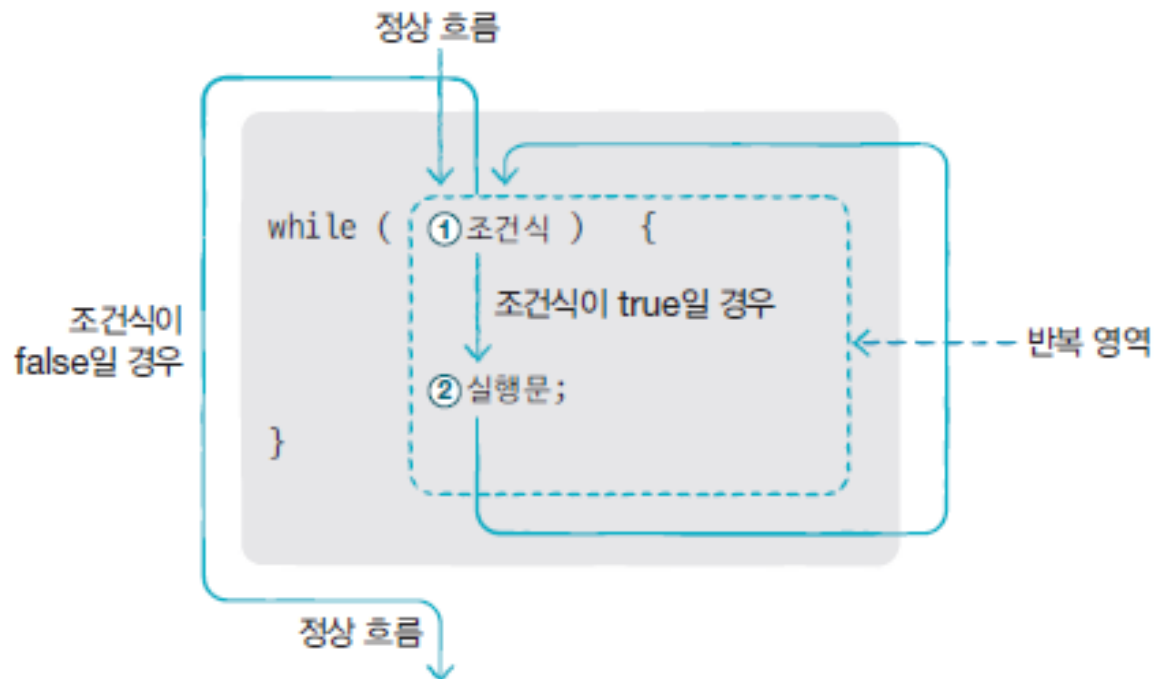 정상 흐름
while ( ① 조건식 ) {
조건식이 true일 경우
조건식이
false일 경우
반복 영역
② 실행문;
}
정상 흐름